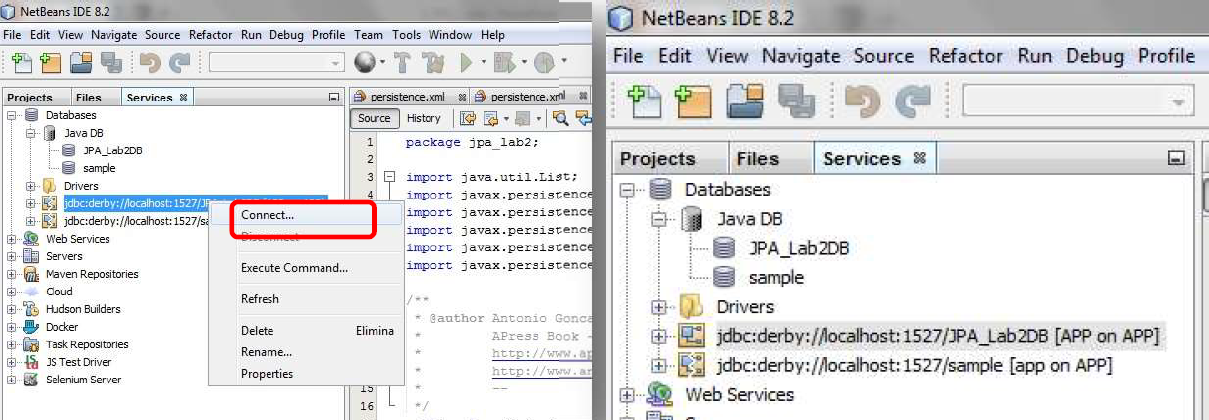 NetBeans IDE 8.2
File Edit View Navigate Source Refactor Run Debug Profile Team Tools Window Help
Projects Files Services
Databases
Java DB
JPA_Lab2DB
sample
Drivers
jdbc:derby://localhost:1527/
jdbc:derby://localhost:1527/sa
Web Services
Servers
Maven Repositories
Cloud
Hudson Builders
Docker
Task Repositories
JS Test Driver
Selenium Server
Connect...
Disconnect
Execute Command...
Refresh
Delete Elimina
Rename...
Properties
persistence.xml persistence.xml
Source History
1 package jpa_lab2;
2
3 import java.util.List;
4 import javax.persistence
import javax.persistence
import javax.persistence
import javax.persistence
import javax.persistence
/**
* @author Antonio Gonca
* APress Book -
* http://www.ap
* http://www.an
15 * --
16 */
NetBeans IDE 8.2
File Edit View Navigate Source Refactor Run Debug Profile
Projects Files Services
Databases
Java DB
JPA_Lab2DB
sample
Drivers
jdbc:derby://localhost:1527/JPA_Lab2DB [APP on APP]
jdbc:derby://localhost:1527/sample [app on APP]
Web Services